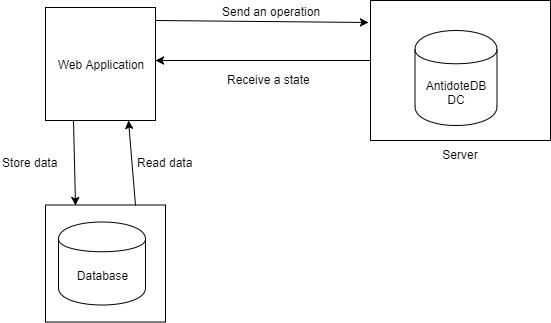 Send an operation
Web Application
Receive a state
AntidoteDB
DC
Server
Store data
Read data
Database